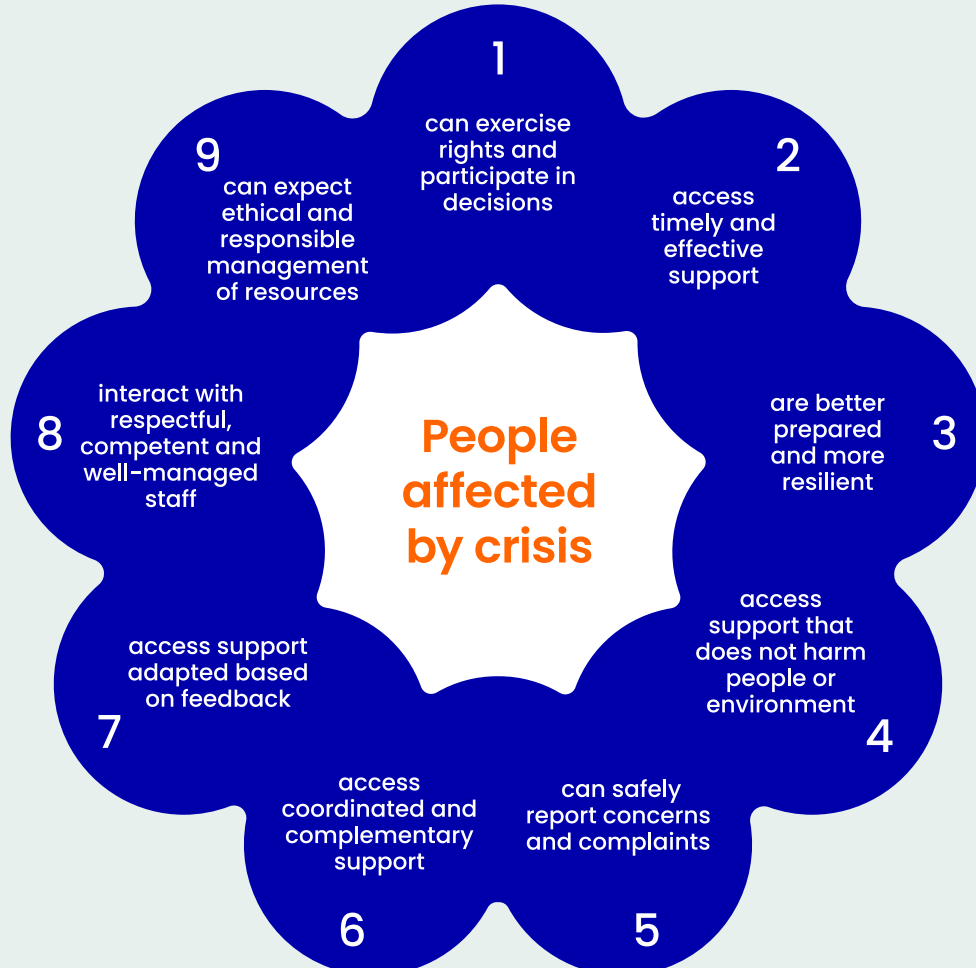 People
affected
by crisis
1
can exercise
rights and
participate in
decisions
2
access
timely and
effective
support
3
are better
prepared
and more
resilient
4
access
support that
does not harm
people or
environment
5
can safely
report concerns
and complaints
6
access
coordinated and
complementary
support
7
access support
adapted based
on feedback
8
interact with
respectful,
competent and
well-managed
staff
9
can expect
ethical and
responsible
management
of resources